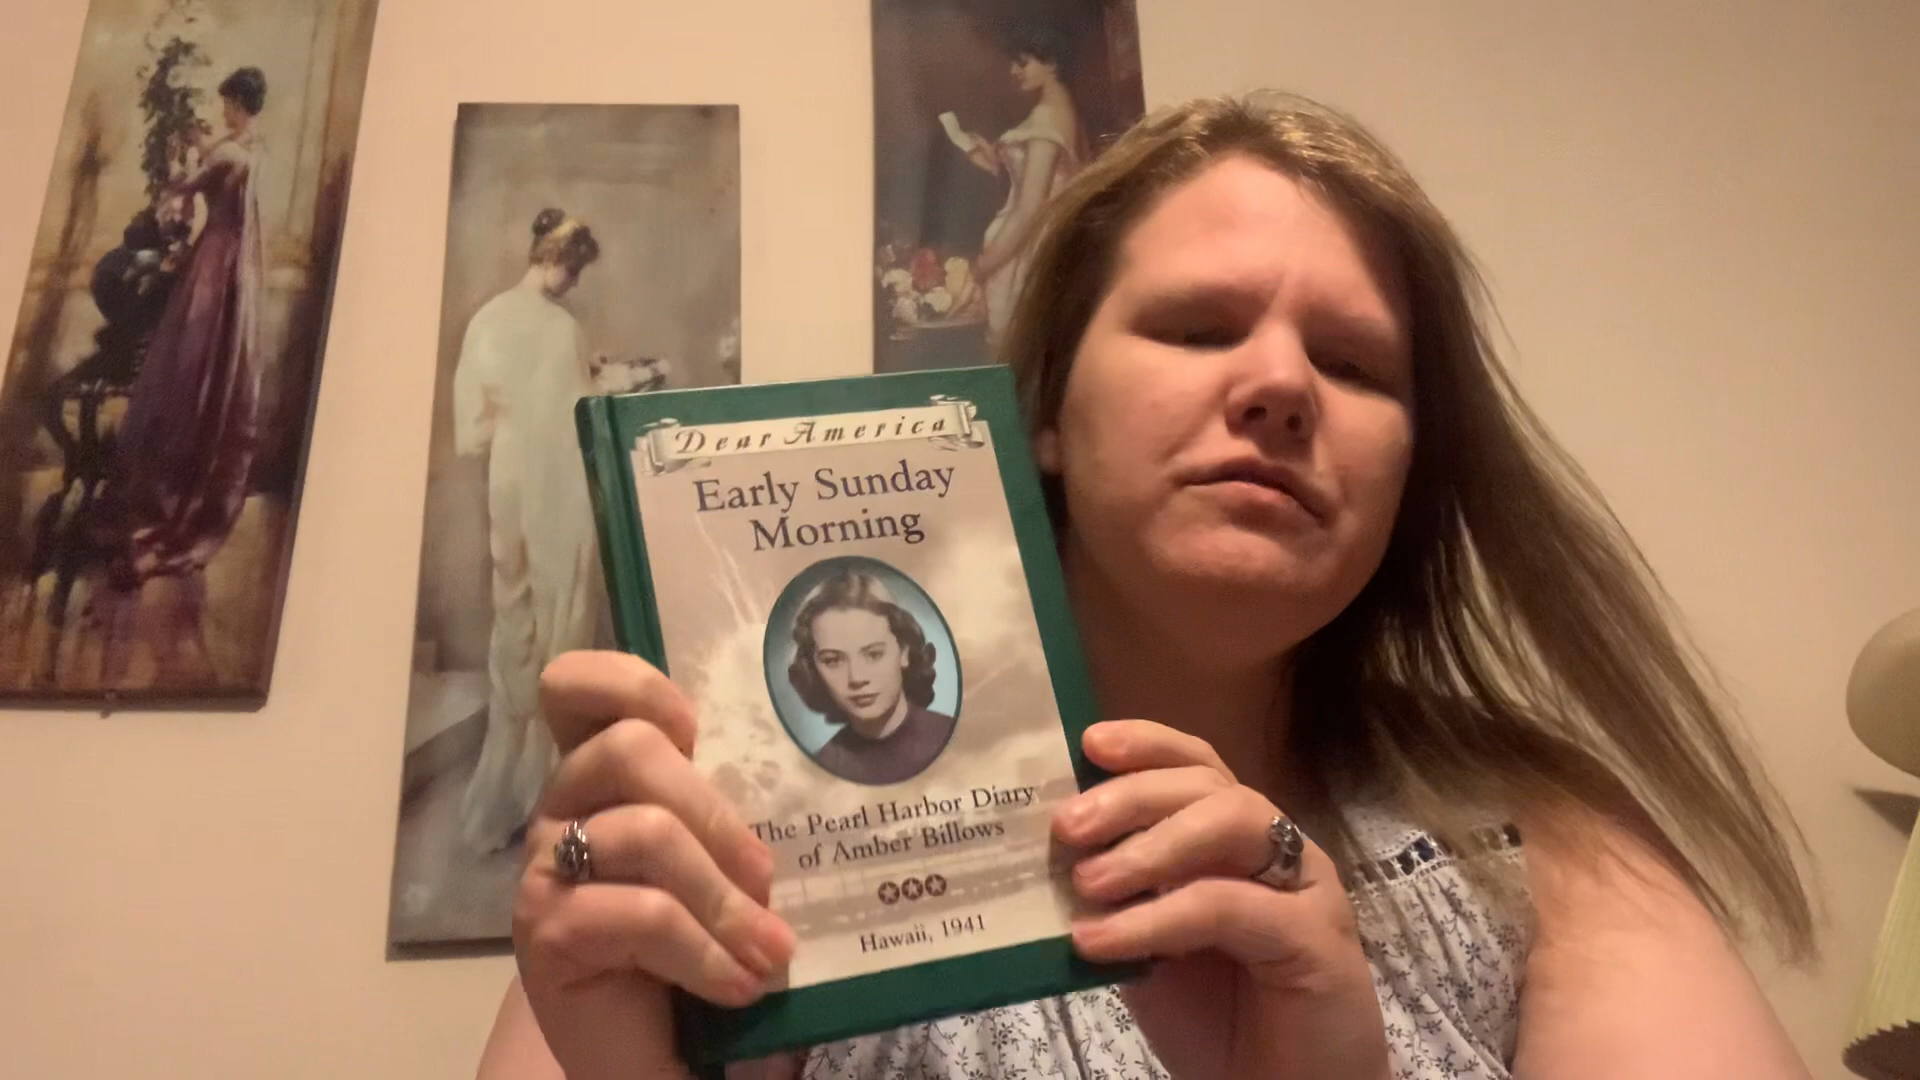 Dear America
Early Sunday
Morning
The Pearl Harbor Diary
of Amber Billows
Hawaii, 1941